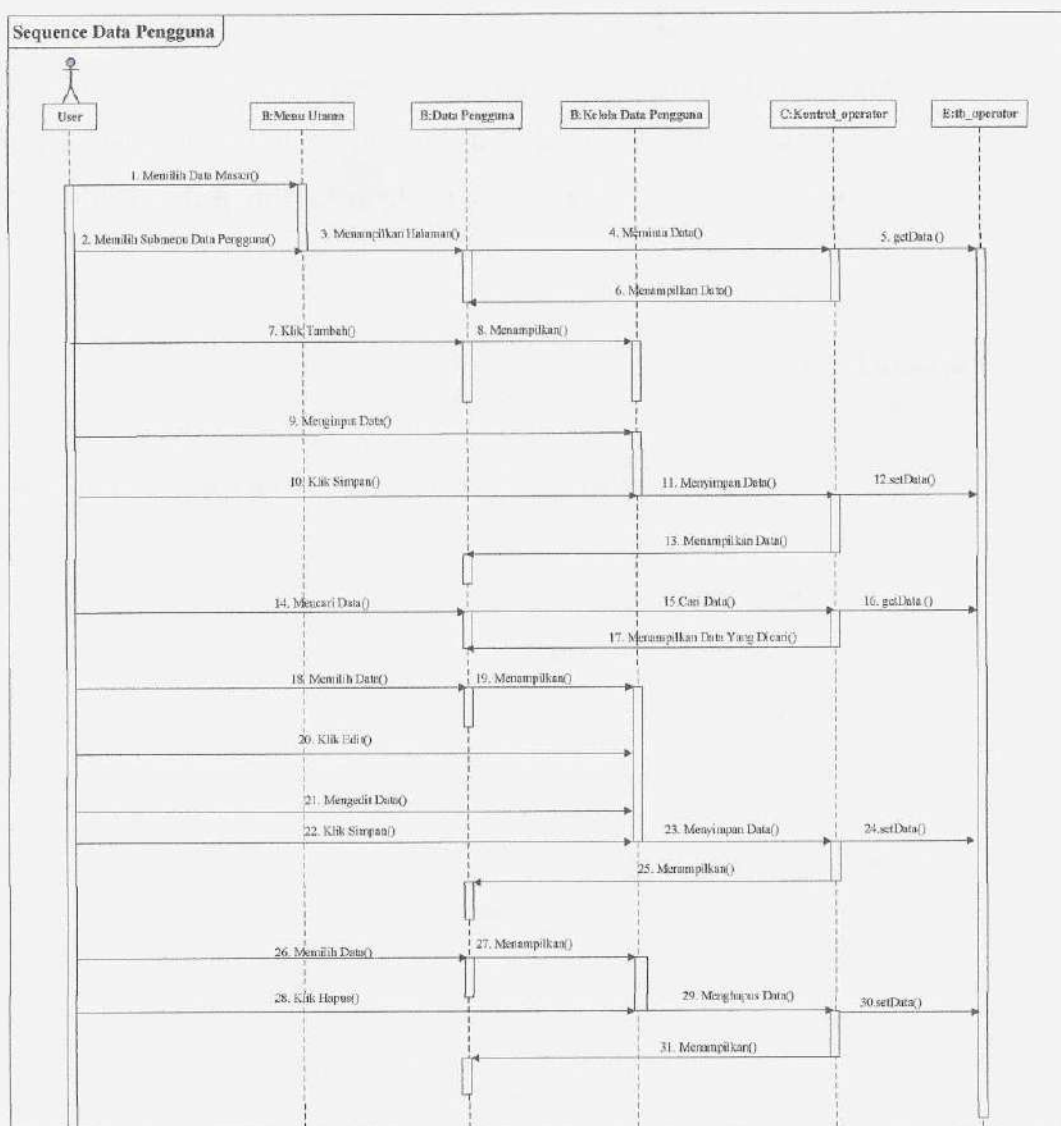 Sequence Data Pengguna
User
B:Menu Utama
B:Data Pengguna
B:Kelola Data Pengguna
C:Kontrol_operator
E:tb_operator
1. Memilih Data Master()
2. Memilih Submenu Data Pengguna()
3. Menampilkan Halaman()
4. Meminta Data()
5. getData ()
6. Menampilkan Data()
7. Klik Tambah()
8. Menampilkan()
9. Menginput Data()
10. Klik Simpan()
11. Menyimpan Data()
12.setData()
13. Menampilkan Data()
14. Mencari Data()
15.Cari Data()
16. getData ()
17. Menampilkan Data Yang Dicari()
18. Memilih Data()
19. Menampilkan()
20. Klik Edit()
21. Mengedit Data()
22. Klik Simpan()
23. Menyimpan Data()
24.setData()
25. Menampilkan()
26. Memilih Data()
27. Menampilkan()
28. Klik Hapus()
29. Menghapus Data()
30.setData()
31. Menampilkan()